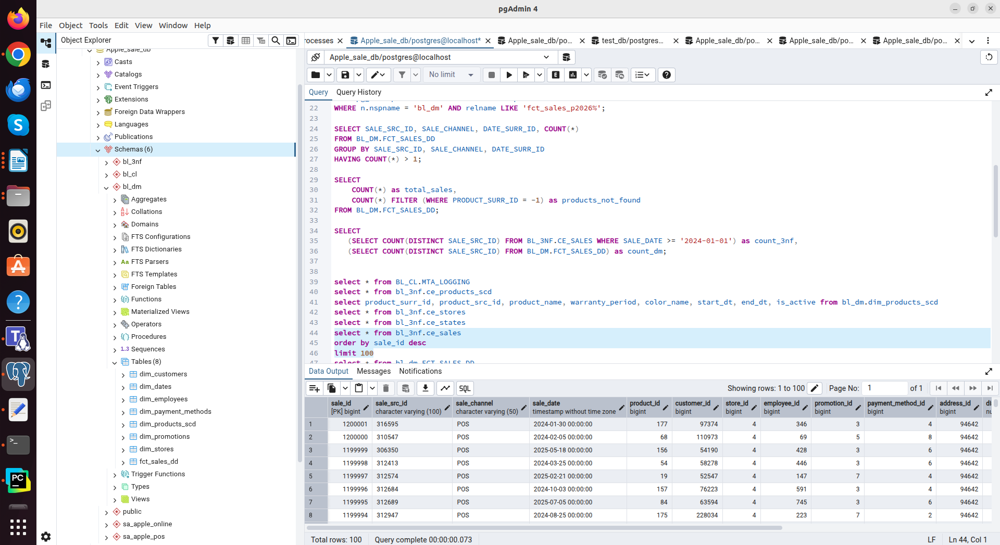 pgAdmin 4
File Object Tools Edit View Window Help
Object Explorer
Apple_sale_db
Casts
Catalogs
Event Triggers
Extensions
Foreign Data Wrappers
Languages
Publications
Schemas (6)
bl_3nf
bl_cl
bl_dm
Aggregates
Collations
Domains
FTS Configurations
FTS Dictionaries
FTS Parsers
FTS Templates
Foreign Tables
Functions
Materialized Views
Operators
Procedures
1..3 Sequences
Tables (8)
dim_customers
dim_dates
dim_employees
dim_payment_methods
dim_products_scd
dim_promotions
dim_stores
fct_sales_dd
Trigger Functions
Types
Views
public
sa_apple_online
sa_apple_pos
rocesses Apple_sale_db/postgres@localhost* Apple_sale_db/po... test_db/postgres... Apple_sale_db/po... Apple_sale_db/po... Apple_sale_db/po...
Apple_sale_db/postgres@localhost
No limit
Query Query History
22 WHERE n.nspname = 'bl_dm' AND relname LIKE 'fct_sales_p2026%';
23
24 SELECT SALE_SRC_ID, SALE_CHANNEL, DATE_SURR_ID, COUNT(*)
25 FROM BL_DM.FCT_SALES_DD
26 GROUP BY SALE_SRC_ID, SALE_CHANNEL, DATE_SURR_ID
27 HAVING COUNT(*) > 1;
28
29 SELECT
30 COUNT(*) as total_sales,
31 COUNT(*) FILTER (WHERE PRODUCT_SURR_ID = -1) as products_not_found
32 FROM BL_DM.FCT_SALES_DD;
33
34 SELECT
35 (SELECT COUNT(DISTINCT SALE_SRC_ID) FROM BL_3NF.CE_SALES WHERE SALE_DATE >= '2024-01-01') as count_3nf,
36 (SELECT COUNT(DISTINCT SALE_SRC_ID) FROM BL_DM.FCT_SALES_DD) as count_dm;
37
38
39 select * from BL_CL.MTA_LOGGING
40 select * from bl_3nf.ce_products_scd
41 select product_surr_id, product_src_id, product_name, warranty_period, color_name, start_dt, end_dt, is_active from bl_dm.dim_products_scd
42 select * from bl_3nf.ce_stores
43 select * from bl_3nf.ce_states
44 select * from bl_3nf.ce_sales
45 order by sale_id desc
46 limit 100
47 select * from bl_dm.FCT_SALES_DD
Data Output Messages Notifications
SQL Showing rows: 1 to 100 Page No: 1 of 1
sale_id sale_src_id sale_channel sale_date product_id customer_id store_id employee_id promotion_id payment_method_id address_id di
[PK] bigint character varying (100) character varying (50) timestamp without time zone bigint bigint bigint bigint bigint bigint bigint nu
1 1200001 316595 POS 2024-01-30 00:00:00 177 97374 4 346 3 4 94642
2 1200000 310547 POS 2024-02-05 00:00:00 68 110973 4 69 5 8 94642
3 1199999 306350 POS 2025-05-18 00:00:00 156 54190 4 428 3 6 94642
4 1199998 312413 POS 2024-03-25 00:00:00 54 58278 4 446 3 6 94642
5 1199997 312574 POS 2025-02-21 00:00:00 19 52547 4 147 7 4 94642
6 1199996 312684 POS 2024-10-03 00:00:00 157 76223 4 591 3 4 94642
7 1199995 312689 POS 2025-07-05 00:00:00 84 63594 4 745 3 6 94642
8 1199994 312947 POS 2024-08-25 00:00:00 175 228034 4 223 7 2 94642
Total rows: 100 Query complete 00:00:00.073 LF Ln 44, Col 1